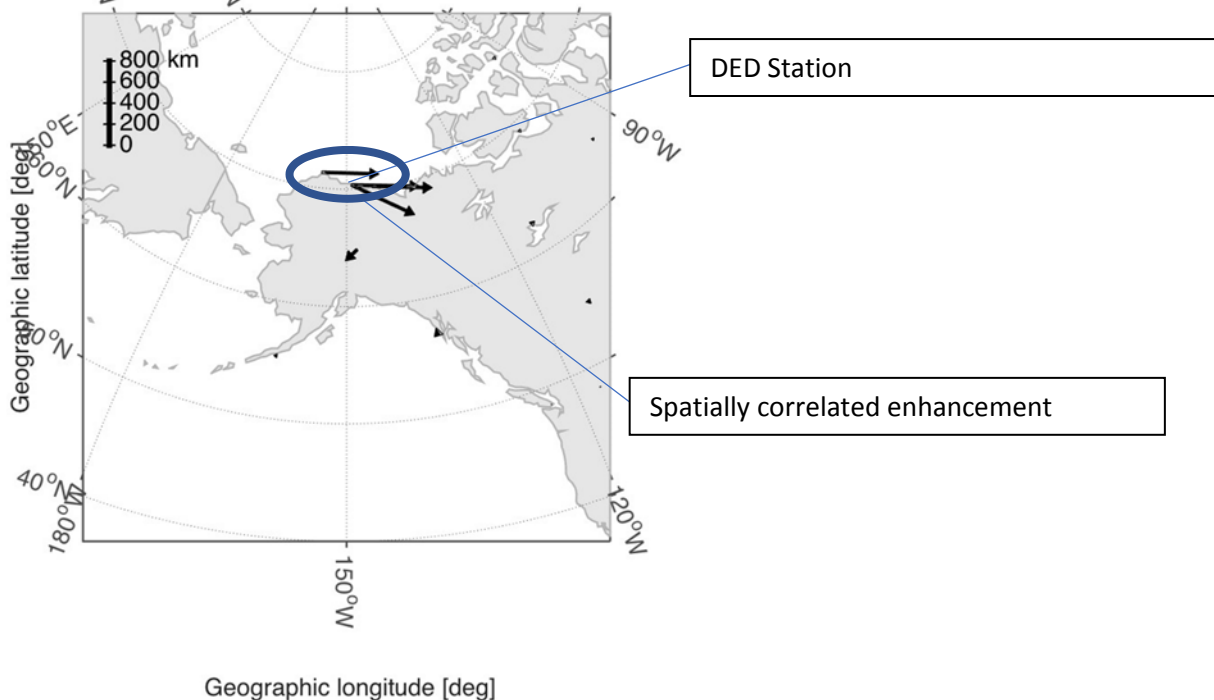 800 km
600
400
200
0
DED Station
90°W
60°N
Geographic latitude [deg]
Spatially correlated enhancement
40°N
180°W
120°W
150°W
Geographic longitude [deg]